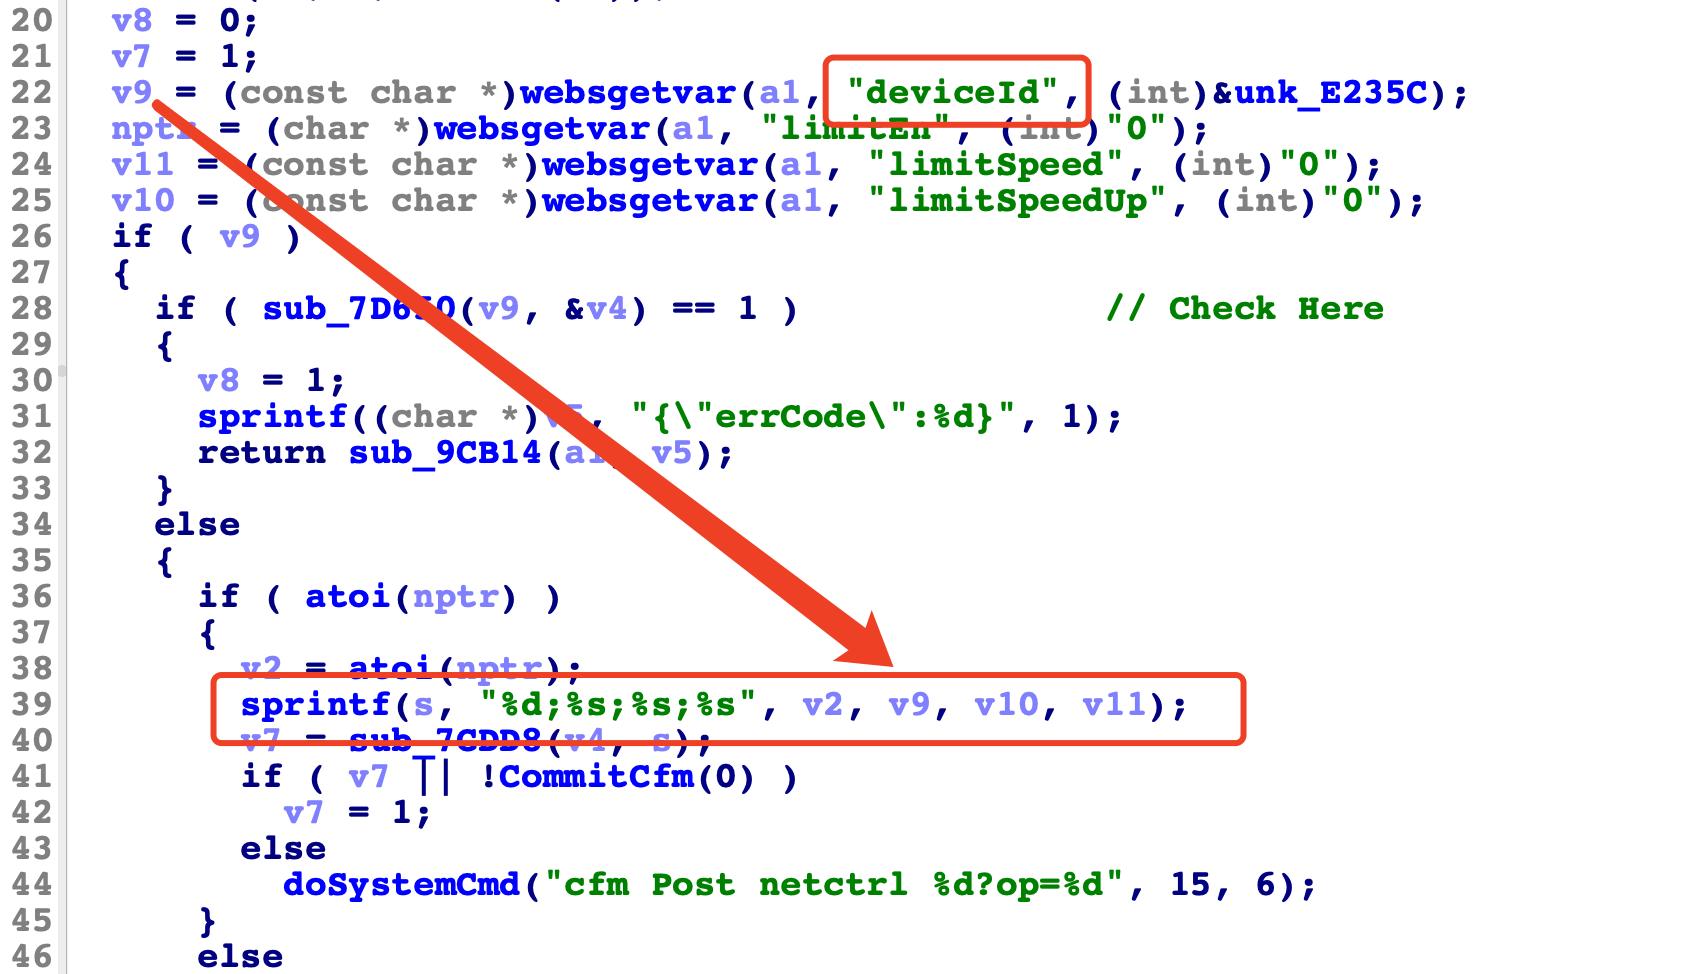 20 v8 = 0;
21 v7 = 1;
22 v9 = (const char *)websgetvar(a1, "deviceId", (int)&unk_E235C);
23 nptr = (char *)websgetvar(a1, "limitEn", (int)"0");
24 v11 = (const char *)websgetvar(a1, "limitSpeed", (int)"0");
25 v10 = (const char *)websgetvar(a1, "limitSpeedUp", (int)"0");
26 if ( v9 )
27 {
28 if ( sub_7D650(v9, &v4) == 1 ) // Check Here
29 {
30 v8 = 1;
31 sprintf((char *)v5, "{\"errCode\":%d}", 1);
32 return sub_9CB14(a1, v5);
33 }
34 else
35 {
36 if ( atoi(nptr) )
37 {
38 v2 = atoi(nptr);
39 sprintf(s, "%d;%s;%s;%s", v2, v9, v10, v11);
40 v7 = sub_7CDD8(v4, s);
41 if ( v7 || !CommitCfm(0) )
42 v7 = 1;
43 else
44 doSystemCmd("cfm Post netctrl %d?op=%d", 15, 6);
45 }
46 else